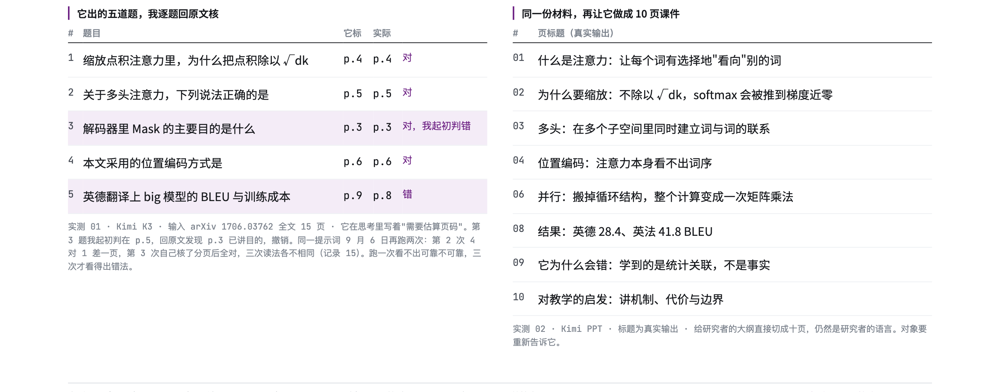 它出的五道题，我逐题回原文核
# 题目 它标 实际
1 缩放点积注意力里，为什么把点积除以 √dk p.4 p.4 对
2 关于多头注意力，下列说法正确的是 p.5 p.5 对
3 解码器里 Mask 的主要目的是什么 p.3 p.3 对，我起初判错
4 本文采用的位置编码方式是 p.6 p.6 对
5 英德翻译上 big 模型的 BLEU 与训练成本 p.9 p.8 错
实测 01 · Kimi K3 · 输入 arXiv 1706.03762 全文 15 页 · 它在思考里写着"需要估算页码"。第
3 题我起初判在 p.5，回原文发现 p.3 已讲目的，撤销。同一提示词 9 月 6 日再跑两次：第 2 次 4
对 1 差一页，第 3 次自己核了分页后全对，三次读法各不相同（记录 15）。跑一次看不出可靠不可靠，三
次才看得出错法。
同一份材料，再让它做成 10 页课件
# 页标题（真实输出）
01 什么是注意力：让每个词有选择地"看向"别的词
02 为什么要缩放：不除以 √dk，softmax 会被推到梯度近零
03 多头：在多个子空间里同时建立词与词的联系
04 位置编码：注意力本身看不出词序
06 并行：搬掉循环结构，整个计算变成一次矩阵乘法
08 结果：英德 28.4、英法 41.8 BLEU
09 它为什么会错：学到的是统计关联，不是事实
10 对教学的启发：讲机制、代价与边界
实测 02 · Kimi PPT · 标题为真实输出 · 给研究者的大纲直接切成十页，仍然是研究者的语言。对象要
重新告诉它。